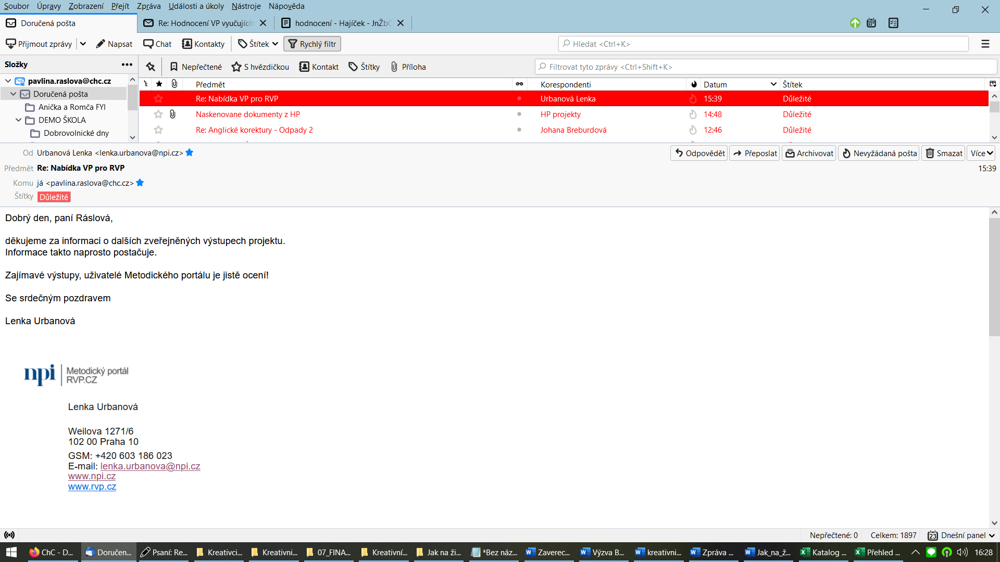 Soubor Úpravy Zobrazení Přejít Zpráva Události a úkoly Nástroje Nápověda
Doručená pošta Re: Hodnocení VP vyučujícím hodnocení - Hajíček - JnŽbC
Přijmout zprávy Napsat Chat Kontakty Štítek Rychlý filtr Hledat <Ctrl+K>
Složky ••• Nepřečtené S hvězdičkou Kontakt Štítky Příloha Filtrovat tyto zprávy <Ctrl+Shift+K>
pavlina.raslova@chc.cz
Doručená pošta
Anička a Romča FYI
DEMO ŠKOLA
Dobrovolnické dny
Předmět Korespondenti Datum Štítek
Re: Nabídka VP pro RVP Urbanová Lenka 15:39 Důležité
Naskenovane dokumenty z HP HP projekty 14:48 Důležité
Re: Anglické korektury - Odpady 2 Johana Breburdová 12:46 Důležité
Od Urbanová Lenka <lenka.urbanova@npi.cz> Odpovědět Přeposlat Archivovat Nevyžádaná pošta Smazat Více
Předmět Re: Nabídka VP pro RVP 15:39
Komu já <pavlina.raslova@chc.cz>
Štítky Důležité
Dobrý den, paní Ráslová,
děkujeme za informaci o dalších zveřejněných výstupech projektu.
Informace takto naprosto postačuje.
Zajímavé výstupy, uživatelé Metodického portálu je jistě ocení!
Se srdečným pozdravem
Lenka Urbanová
npi Metodický portál
RVP.CZ
Lenka Urbanová
Weilova 1271/6
102 00 Praha 10
GSM: +420 603 186 023
E-mail: lenka.urbanova@npi.cz
www.npi.cz
www.rvp.cz
Nepřečtené: 0 Celkem: 1897 23 Dnešní panel
ChC - D... Doručen... Psaní: Re... Kreativci... Kreativni... 07_FINA... Kreativní... Jak na ži... *Bez náz... Zaverec... Výzva B... kreativni... Zpráva ... Jak_na_ž... Katalog ... Přehled ... 16:28